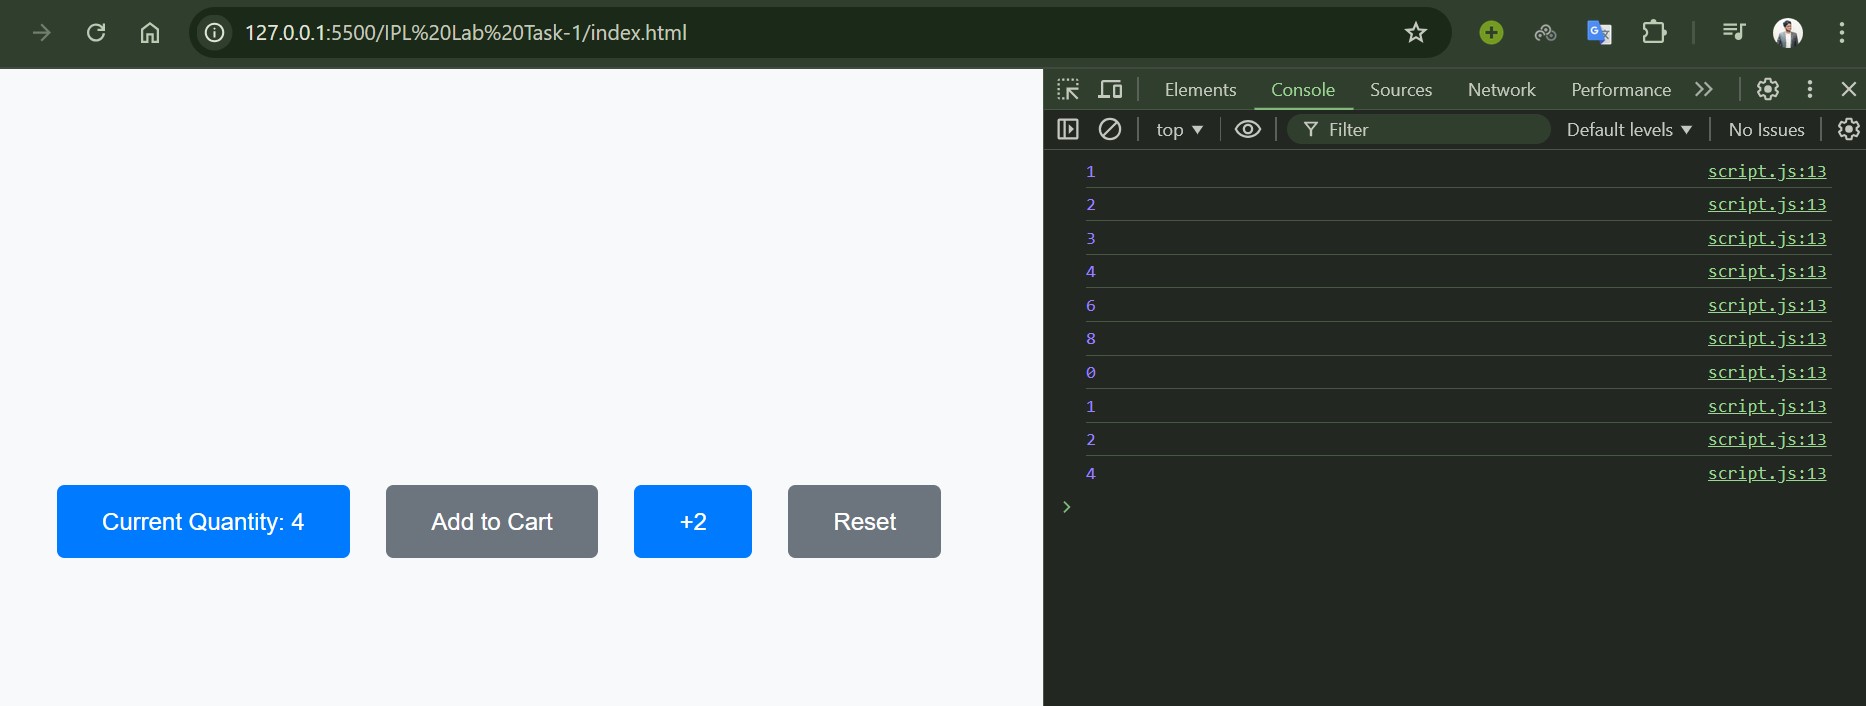 127.0.0.1:5500/IPL%20Lab%20Task-1/index.html
Elements Console Sources Network Performance
top Filter Default levels No Issues
1 script.js:13
2 script.js:13
3 script.js:13
4 script.js:13
6 script.js:13
8 script.js:13
0 script.js:13
1 script.js:13
2 script.js:13
4 script.js:13
Current Quantity: 4 Add to Cart +2 Reset